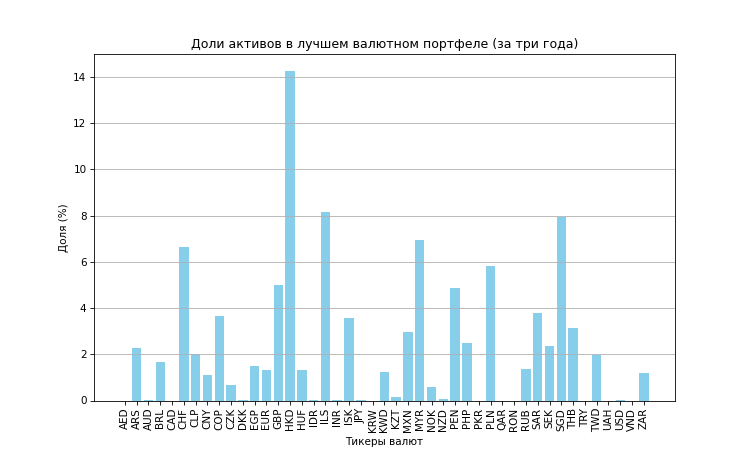 Доли активов в лучшем валютном портфеле (за три года)
Доля (%)
14
12
10
8
6
4
2
0
AED ARS AUD BRL CAD CHF CLP CNY COP CZK DKK EGP EUR GBP HKD HUF IDR ILS INR ISK JPY KRW KWD KZT MXN MYR NOK NZD PEN PHP PKR PLN QAR RON RUB SAR SEK SGD THB TRY TWD UAH USD VND ZAR
Тикеры валют